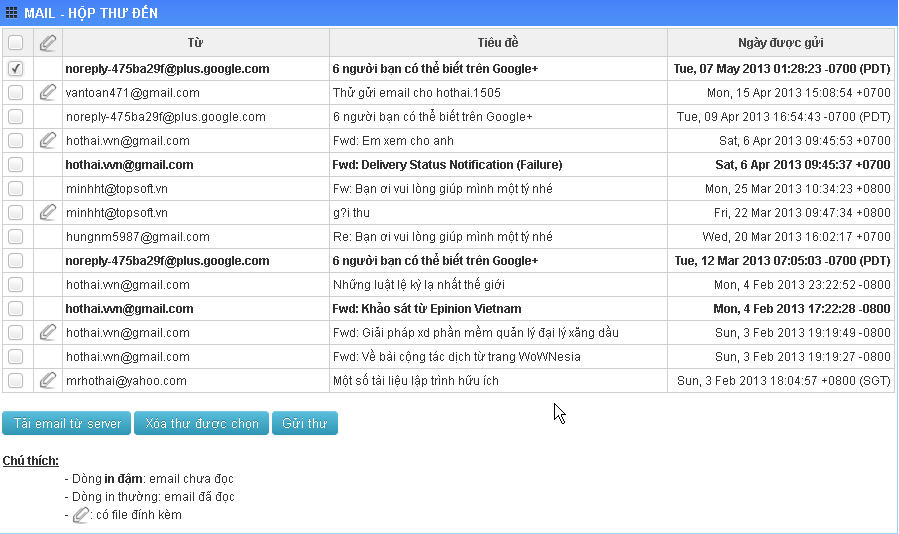 MAIL - HỘP THƯ ĐẾN
Từ Tiêu đề Ngày được gửi
noreply-475ba29f@plus.google.com 6 người bạn có thể biết trên Google+ Tue, 07 May 2013 01:28:23 -0700 (PDT)
vantoan471@gmail.com Thử gửi email cho hothai.1505 Mon, 15 Apr 2013 15:08:54 +0700
noreply-475ba29f@plus.google.com 6 người bạn có thể biết trên Google+ Tue, 09 Apr 2013 16:54:43 -0700 (PDT)
hothai.vvn@gmail.com Fwd: Em xem cho anh Sat, 6 Apr 2013 09:45:53 +0700
hothai.vvn@gmail.com Fwd: Delivery Status Notification (Failure) Sat, 6 Apr 2013 09:45:37 +0700
minhht@topsoft.vn Fw: Bạn ơi vui lòng giúp mình một tý nhé Mon, 25 Mar 2013 10:34:23 +0800
minhht@topsoft.vn g?i thu Fri, 22 Mar 2013 09:47:34 +0800
hungnm5987@gmail.com Re: Bạn ơi vui lòng giúp mình một tý nhé Wed, 20 Mar 2013 16:02:17 +0700
noreply-475ba29f@plus.google.com 6 người bạn có thể biết trên Google+ Tue, 12 Mar 2013 07:05:03 -0700 (PDT)
hothai.vvn@gmail.com Những luật lệ kỳ lạ nhất thế giới Mon, 4 Feb 2013 23:22:52 -0800
hothai.vvn@gmail.com Fwd: Khảo sát từ Epinion Vietnam Mon, 4 Feb 2013 17:22:28 -0800
hothai.vvn@gmail.com Fwd: Giải pháp xd phần mềm quản lý đại lý xăng dầu Sun, 3 Feb 2013 19:19:49 -0800
hothai.vvn@gmail.com Fwd: Về bài cộng tác dịch từ trang WoWNesia Sun, 3 Feb 2013 19:19:27 -0800
mrhothai@yahoo.com Một số tài liệu lập trình hữu ích Sun, 3 Feb 2013 18:04:57 +0800 (SGT)
Tải email từ server Xóa thư được chọn Gửi thư
Chú thích:
- Dòng in đậm: email chưa đọc
- Dòng in thường: email đã đọc
- : có file đính kèm